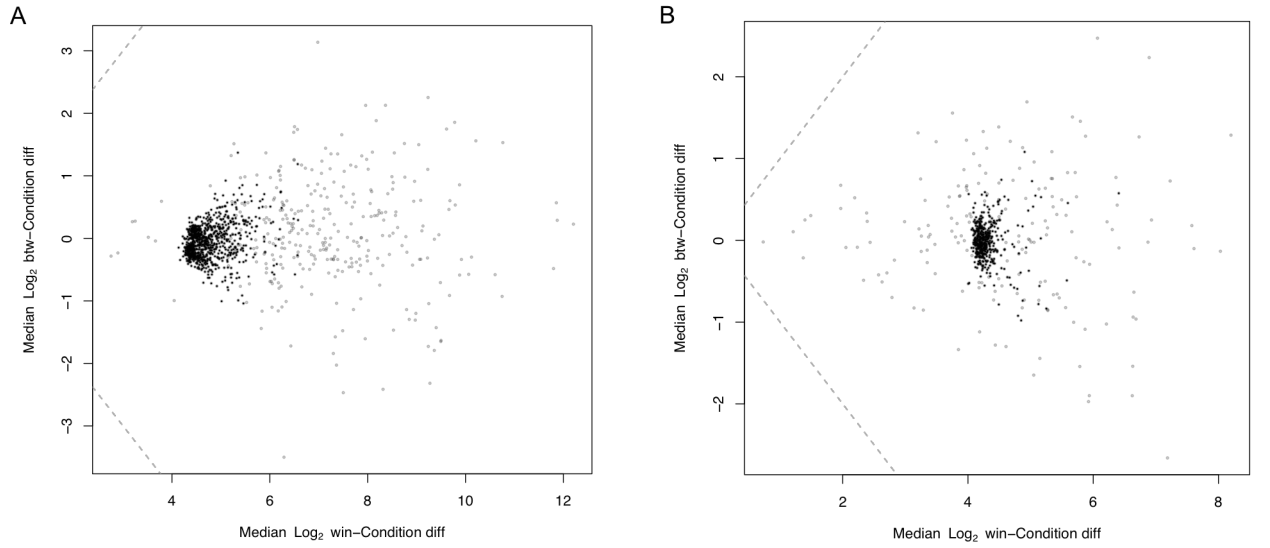 A
3
2
1
0
−1
−2
−3
Median Log2 btw−Condition diff
4 6 8 10 12
Median Log2 win−Condition diff
B
2
1
0
−1
−2
Median Log2 btw−Condition diff
2 4 6 8
Median Log2 win−Condition diff